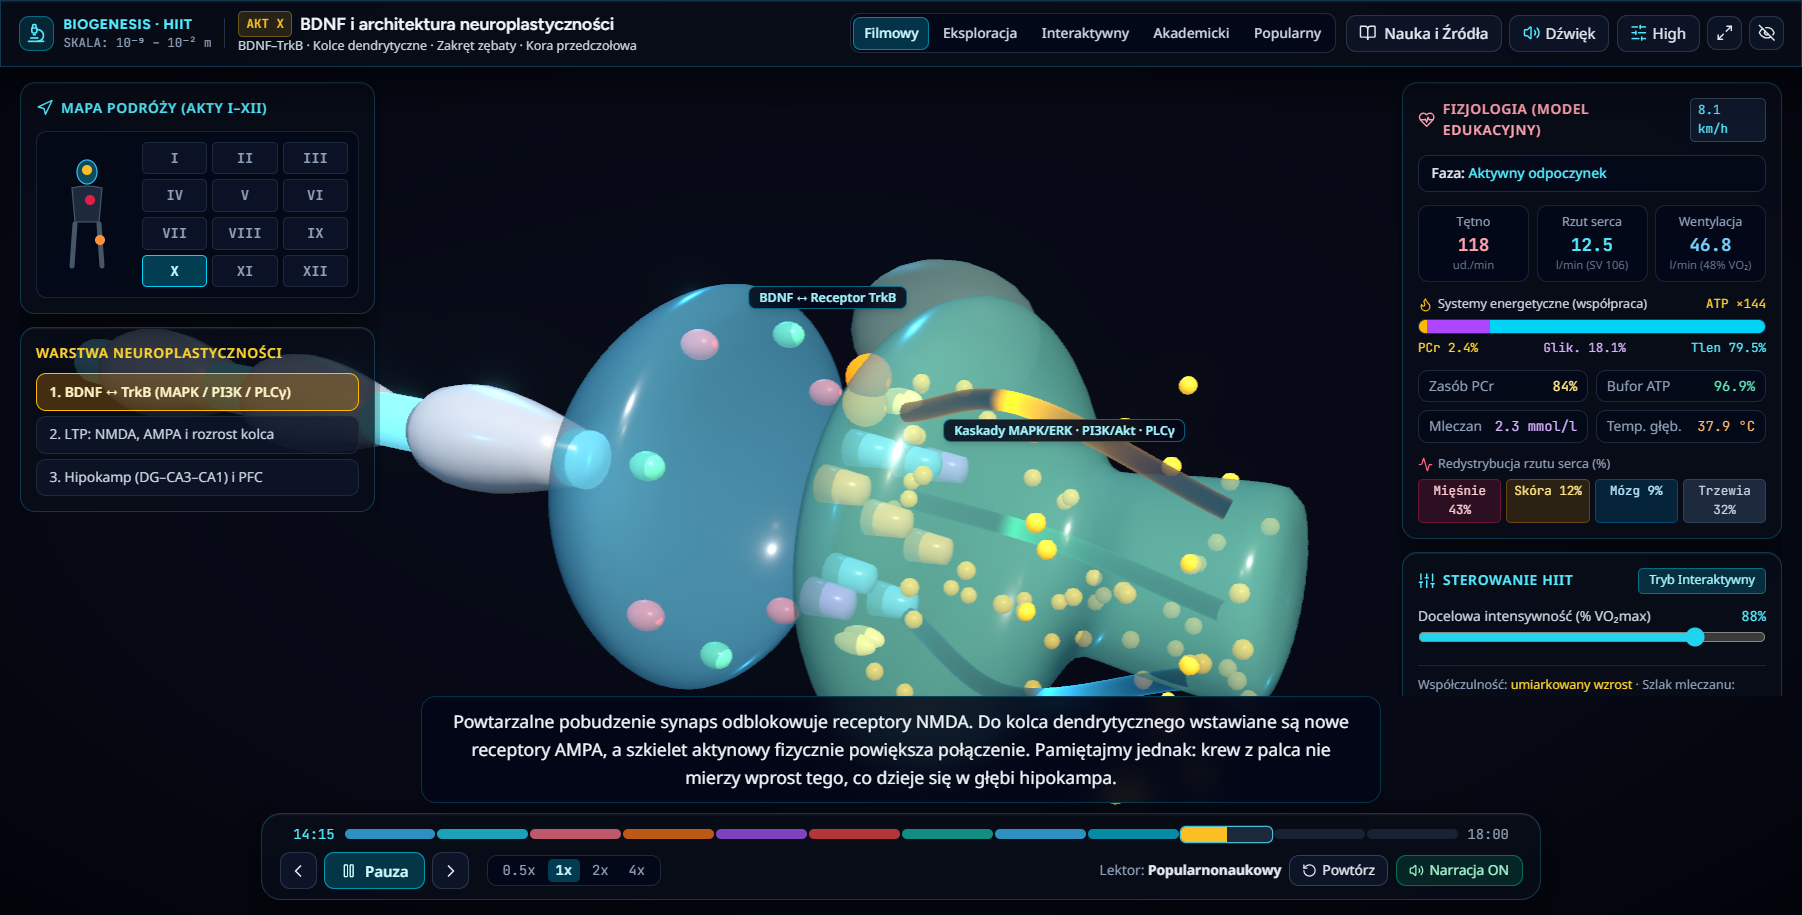 BIOGENESIS · HIIT
SKALA: 10⁻⁹ – 10⁻² m
AKT X
BDNF i architektura neuroplastyczności
BDNF–TrkB · Kolce dendrytyczne · Zakręt zębaty · Kora przedczołowa
Filmowy
Eksploracja
Interaktywny
Akademicki
Popularny
Nauka i Źródła
Dźwięk
High
MAPA PODRÓŻY (AKTY I–XII)
I II III
IV V VI
VII VIII IX
X XI XII
WARSTWA NEUROPLASTYCZNOŚCI
1. BDNF ↔ TrkB (MAPK / PI3K / PLCγ)
2. LTP: NMDA, AMPA i rozrost kolca
3. Hipokamp (DG–CA3–CA1) i PFC
BDNF ↔ Receptor TrkB
Kaskady MAPK/ERK · PI3K/Akt · PLCγ
FIZJOLOGIA (MODEL
EDUKACYJNY)
8.1
km/h
Faza: Aktywny odpoczynek
Tętno
118
ud./min
Rzut serca
12.5
l/min (SV 106)
Wentylacja
46.8
l/min (48% VO₂)
Systemy energetyczne (współpraca)
ATP ×144
PCr 2.4%
Glik. 18.1%
Tlen 79.5%
Zasób PCr 84%
Bufor ATP 96.9%
Mleczan 2.3 mmol/l
Temp. głęb. 37.9 °C
Redystrybucja rzutu serca (%)
Mięśnie
43%
Skóra 12%
Mózg 9%
Trzewia
32%
STEROWANIE HIIT
Tryb Interaktywny
Docelowa intensywność (% VO₂max)
88%
Współczulność: umiarkowany wzrost · Szlak mleczanu:
Powtarzalne pobudzenie synaps odblokowuje receptory NMDA. Do kolca dendrytycznego wstawiane są nowe
receptory AMPA, a szkielet aktynowy fizycznie powiększa połączenie. Pamiętajmy jednak: krew z palca nie
mierzy wprost tego, co dzieje się w głębi hipokampa.
14:15
18:00
Pauza
0.5x 1x 2x 4x
Lektor: Popularnonaukowy
Powtórz
Narracja ON